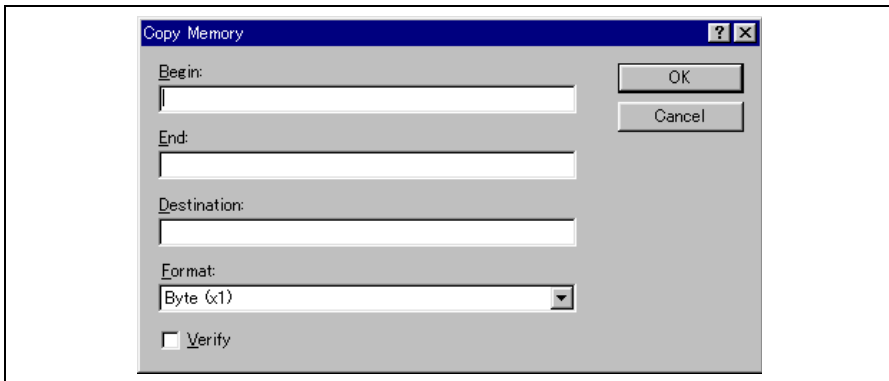 Copy Memory
Begin:
OK
Cancel
End:
Destination:
Format:
Byte (x1)
Verify